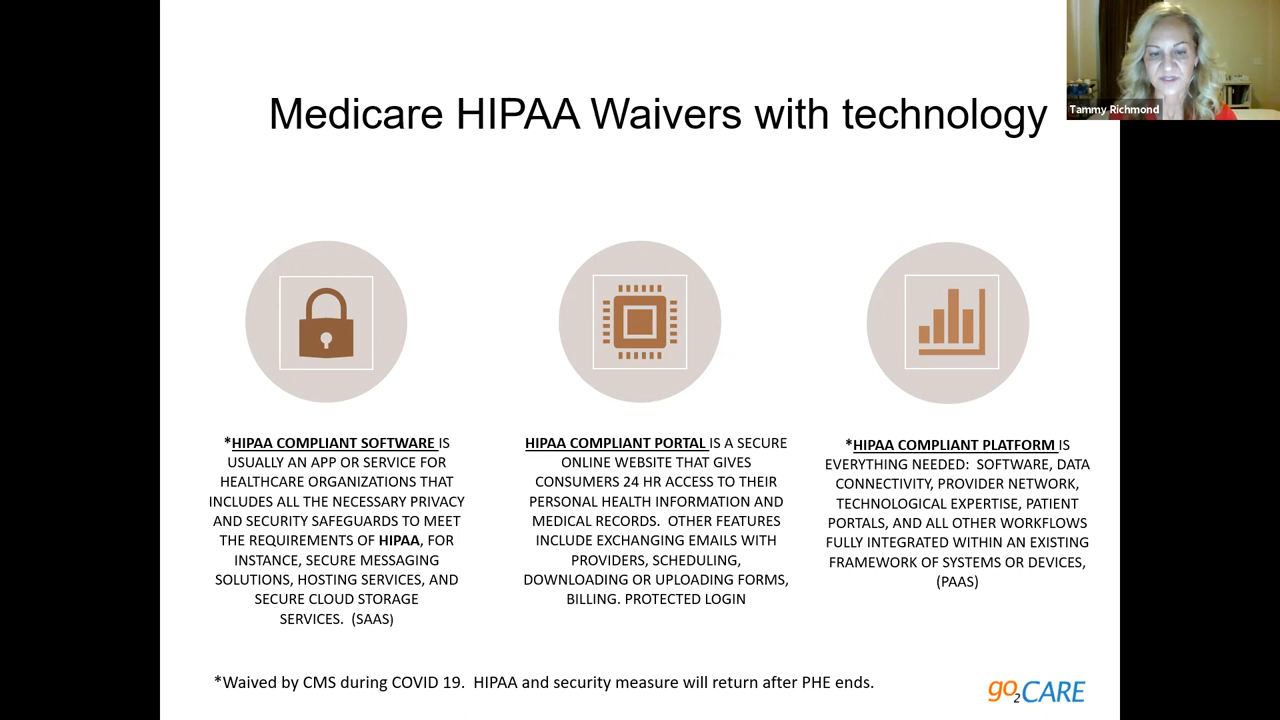 Medicare HIPAA Waivers with technology
Tammy Richmond
*HIPAA COMPLIANT SOFTWARE IS
USUALLY AN APP OR SERVICE FOR
HEALTHCARE ORGANIZATIONS THAT
INCLUDES ALL THE NECESSARY PRIVACY
AND SECURITY SAFEGUARDS TO MEET
THE REQUIREMENTS OF HIPAA, FOR
INSTANCE, SECURE MESSAGING
SOLUTIONS, HOSTING SERVICES, AND
SECURE CLOUD STORAGE
SERVICES.  (SAAS)
HIPAA COMPLIANT PORTAL IS A SECURE
ONLINE WEBSITE THAT GIVES
CONSUMERS 24 HR ACCESS TO THEIR
PERSONAL HEALTH INFORMATION AND
MEDICAL RECORDS.  OTHER FEATURES
INCLUDE EXCHANGING EMAILS WITH
PROVIDERS, SCHEDULING,
DOWNLOADING OR UPLOADING FORMS,
BILLING. PROTECTED LOGIN
*HIPAA COMPLIANT PLATFORM IS
EVERYTHING NEEDED:  SOFTWARE, DATA
CONNECTIVITY, PROVIDER NETWORK,
TECHNOLOGICAL EXPERTISE, PATIENT
PORTALS, AND ALL OTHER WORKFLOWS
FULLY INTEGRATED WITHIN AN EXISTING
FRAMEWORK OF SYSTEMS OR DEVICES,
(PAAS)
*Waived by CMS during COVID 19.  HIPAA and security measure will return after PHE ends.
go2CARE